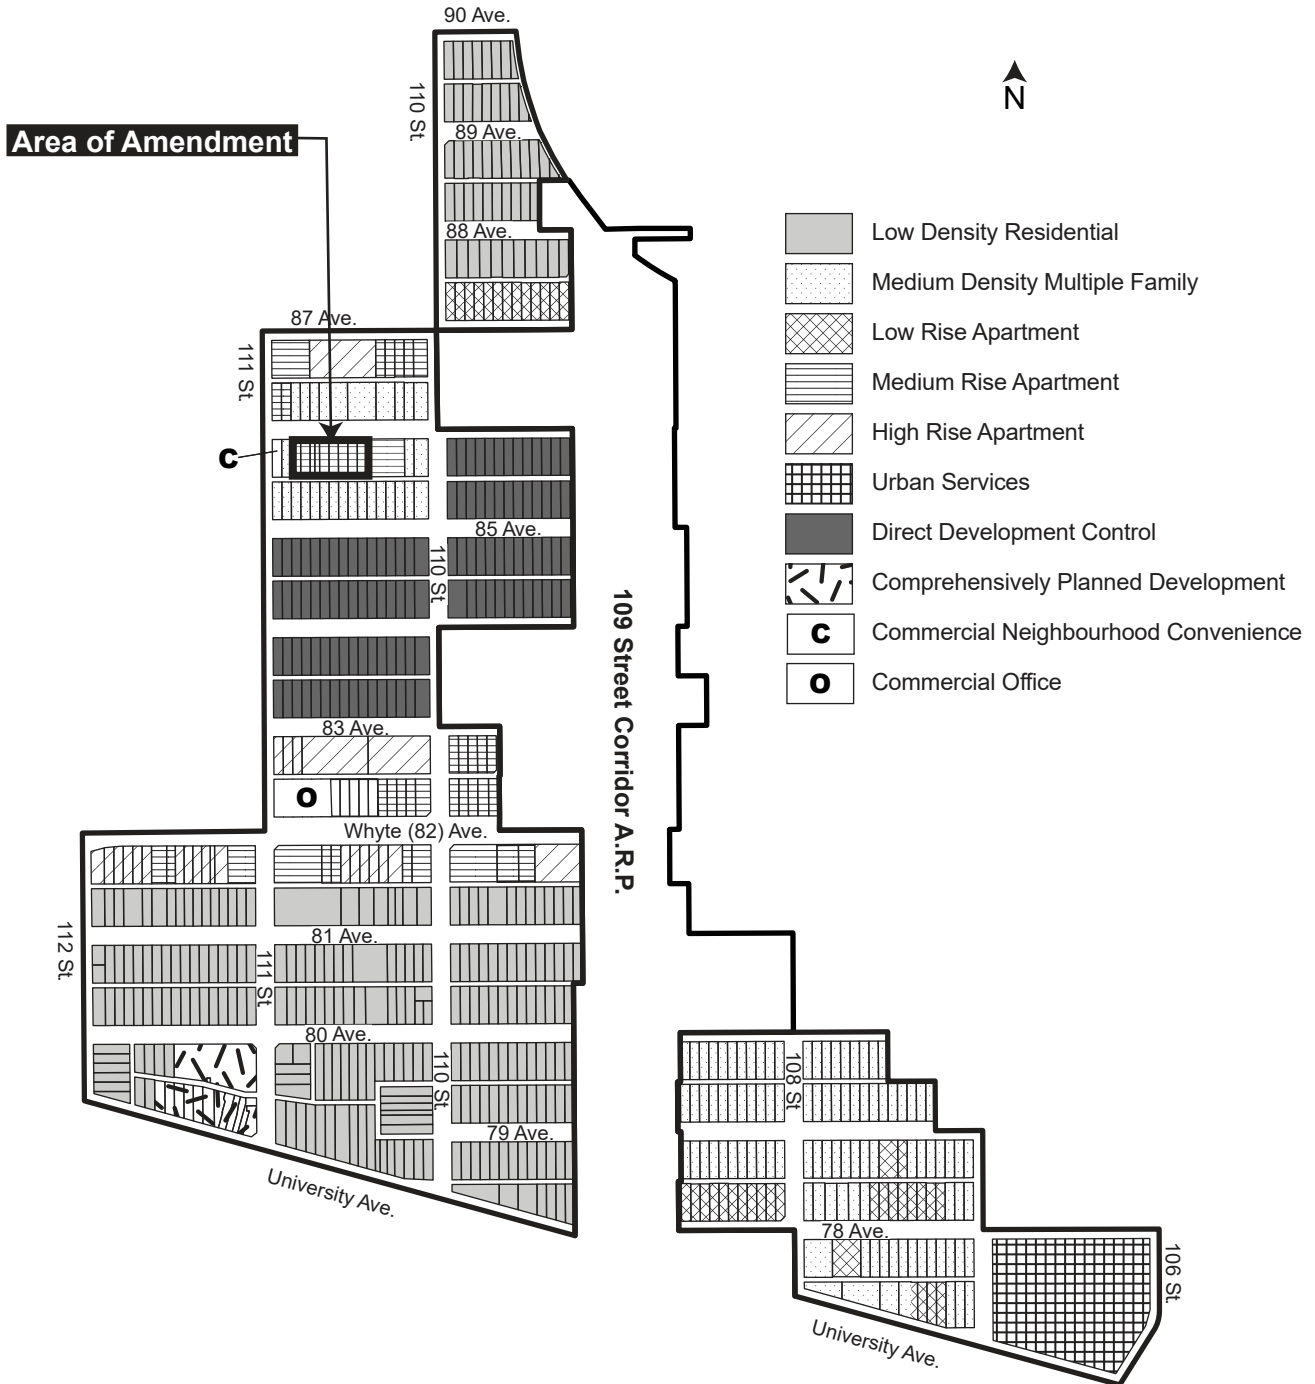 90 Ave.
N
110 St.
Area of Amendment
89 Ave.
88 Ave.
87 Ave.
111 St.
C
85 Ave.
110 St.
109 Street Corridor A.R.P.
83 Ave.
O
Whyte (82) Ave.
112 St.
81 Ave.
111 St.
80 Ave.
110 St.
79 Ave.
University Ave.
108 St
78 Ave.
106 St.
University Ave.
Low Density Residential
Medium Density Multiple Family
Low Rise Apartment
Medium Rise Apartment
High Rise Apartment
Urban Services
Direct Development Control
Comprehensively Planned Development
C Commercial Neighbourhood Convenience
O Commercial Office